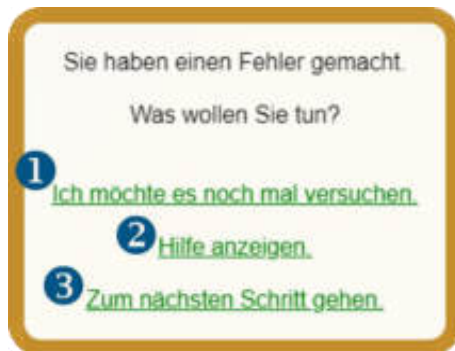 Sie haben einen Fehler gemacht.
Was wollen Sie tun?
1 Ich möchte es noch mal versuchen.
2 Hilfe anzeigen.
3 Zum nächsten Schritt gehen.